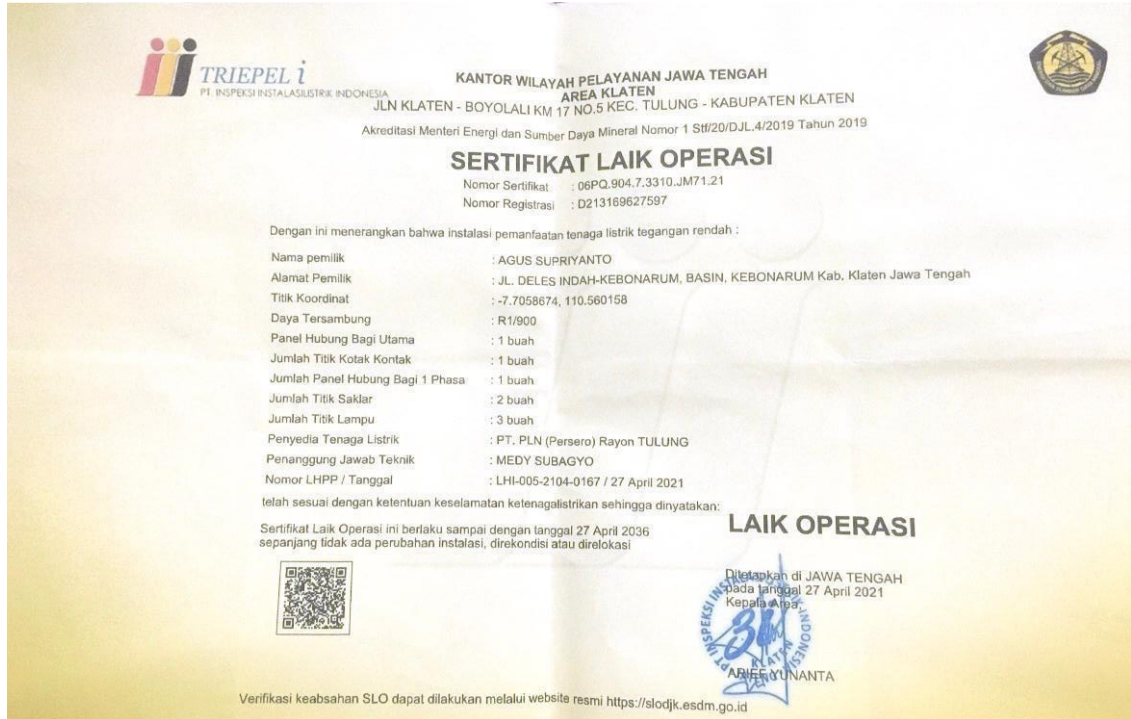 TRIEPEL i
PT. INSPEKSI INSTALASILISTRIK INDONESIA
KANTOR WILAYAH PELAYANAN JAWA TENGAH
AREA KLATEN
JLN KLATEN - BOYOLALI KM 17 NO.5 KEC. TULUNG - KABUPATEN KLATEN
Akreditasi Menteri Energi dan Sumber Daya Mineral Nomor 1 Stf/20/DJL.4/2019 Tahun 2019
SERTIFIKAT LAIK OPERASI
Nomor Sertifikat : 06PQ.904.7.3310.JM71.21
Nomor Registrasi : D213169627597
Dengan ini menerangkan bahwa instalasi pemanfaatan tenaga listrik tegangan rendah :
Nama pemilik : AGUS SUPRIYANTO
Alamat Pemilik : JL. DELES INDAH-KEBONARUM, BASIN, KEBONARUM Kab. Klaten Jawa Tengah
Titik Koordinat : -7.7058674, 110.560158
Daya Tersambung : R1/900
Panel Hubung Bagi Utama : 1 buah
Jumlah Titik Kotak Kontak : 1 buah
Jumlah Panel Hubung Bagi 1 Phasa : 1 buah
Jumlah Titik Saklar : 2 buah
Jumlah Titik Lampu : 3 buah
Penyedia Tenaga Listrik : PT. PLN (Persero) Rayon TULUNG
Penanggung Jawab Teknik : MEDY SUBAGYO
Nomor LHPP / Tanggal : LHI-005-2104-0167 / 27 April 2021
telah sesuai dengan ketentuan keselamatan ketenagalistrikan sehingga dinyatakan:
LAIK OPERASI
Sertifikat Laik Operasi ini berlaku sampai dengan tanggal 27 April 2036
sepanjang tidak ada perubahan instalasi, direkondisi atau direlokasi
Ditetapkan di JAWA TENGAH
pada tanggal 27 April 2021
Kepala Area,
PT INSPEKSI INSTALASI LISTRIK-INDONESIA
KLATEN
ARIEF YUNANTA
Verifikasi keabsahan SLO dapat dilakukan melalui website resmi https://slodjk.esdm.go.id